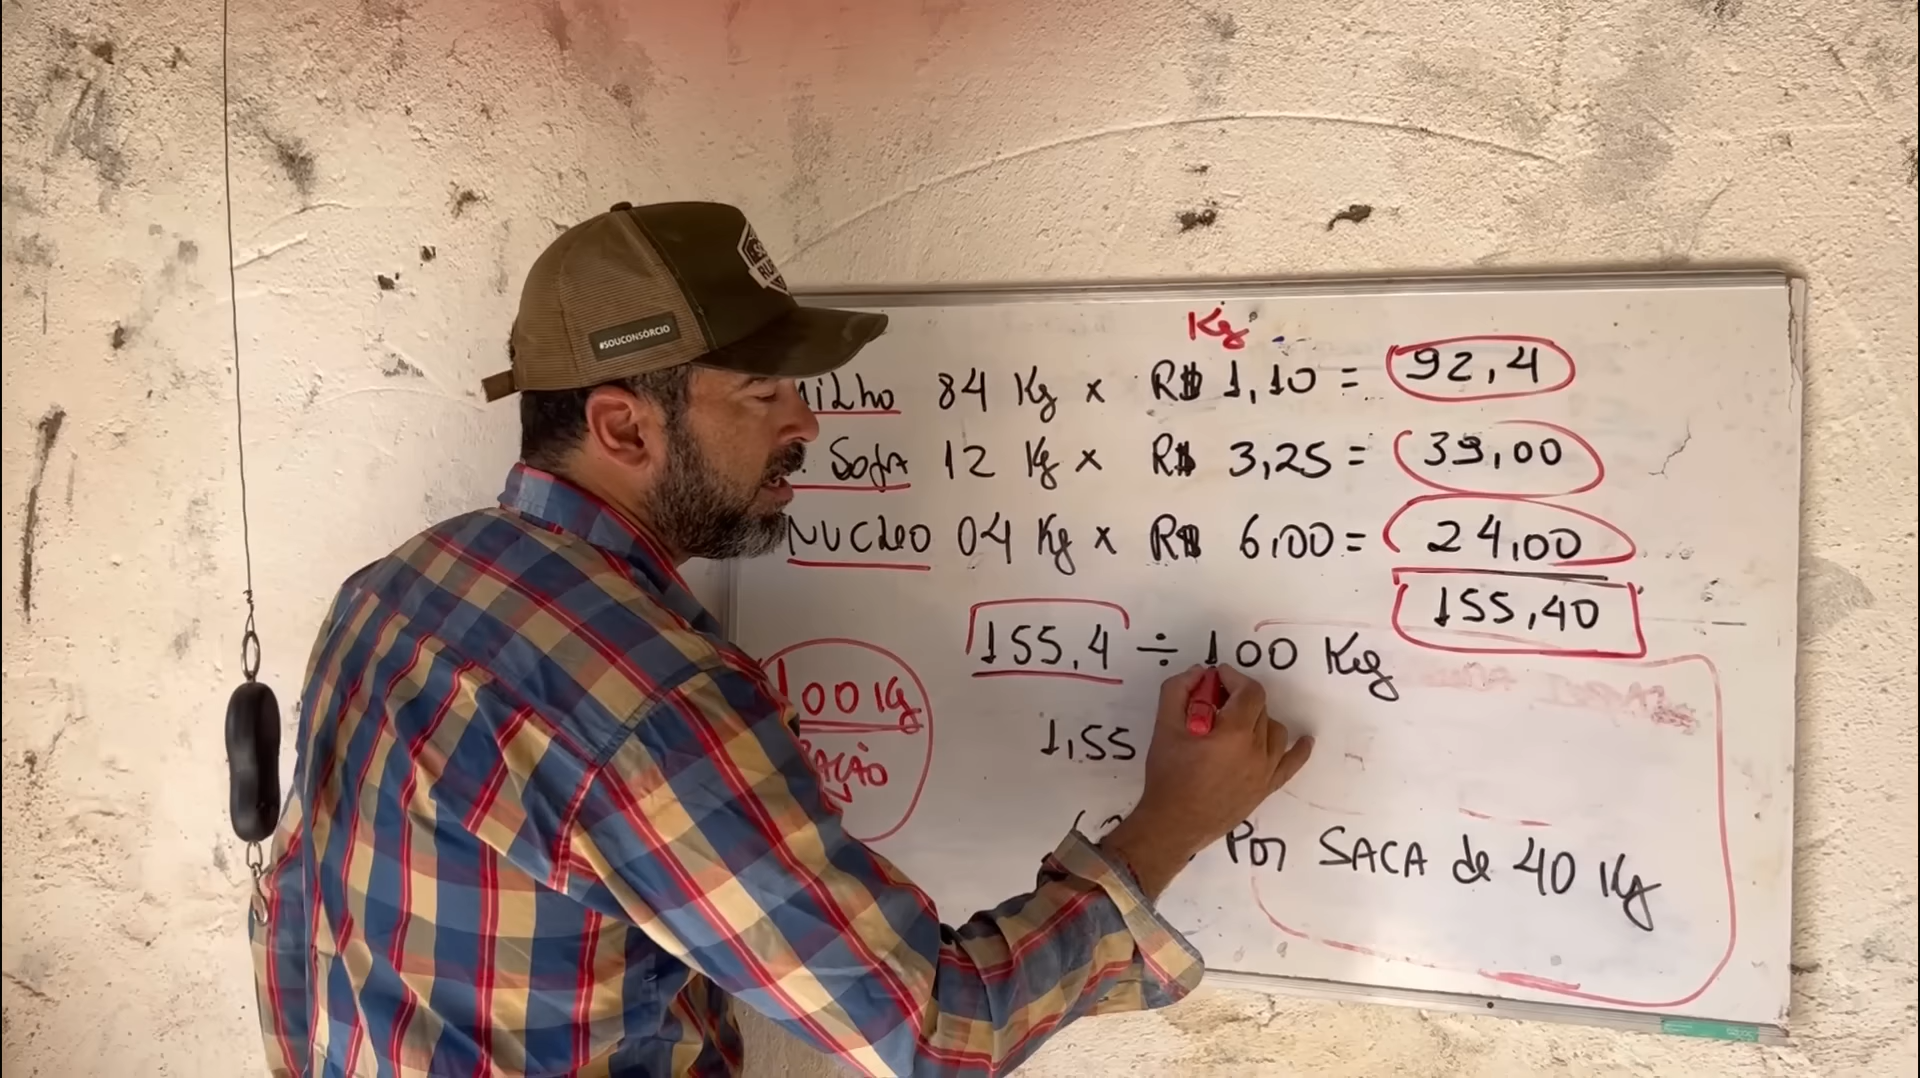 #SOUCONSÓRCIO
Kg
MiLho 84 Kg x R$ 1,10 = 92,4
Soja 12 Kg x R$ 3,25 = 39,00
NUCLEO 04 Kg x R$ 6,00 = 24,00
155,40
155,4 ÷ 100 Kg
100 Kg
1,55
Por SACA de 40 Kg